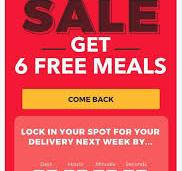 SALE
GET
6 FREE MEALS
COME BACK
LOCK IN YOUR SPOT FOR YOUR
DELIVERY NEXT WEEK BY...
Days Hours Minutes Seconds